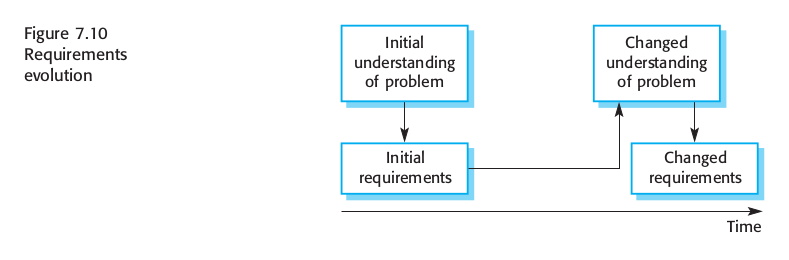 Figure 7.10
Requirements
evolution
Initial
understanding
of problem
Changed
understanding
of problem
Initial
requirements
Changed
requirements
Time